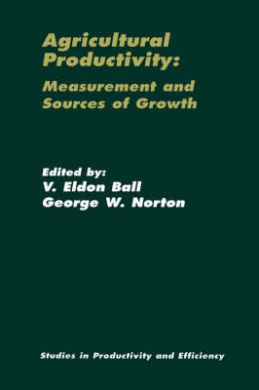 Agricultural
Productivity:
Measurement and
Sources of Growth
Edited by:
V. Eldon Ball
George W. Norton
Studies in Productivity and Efficiency